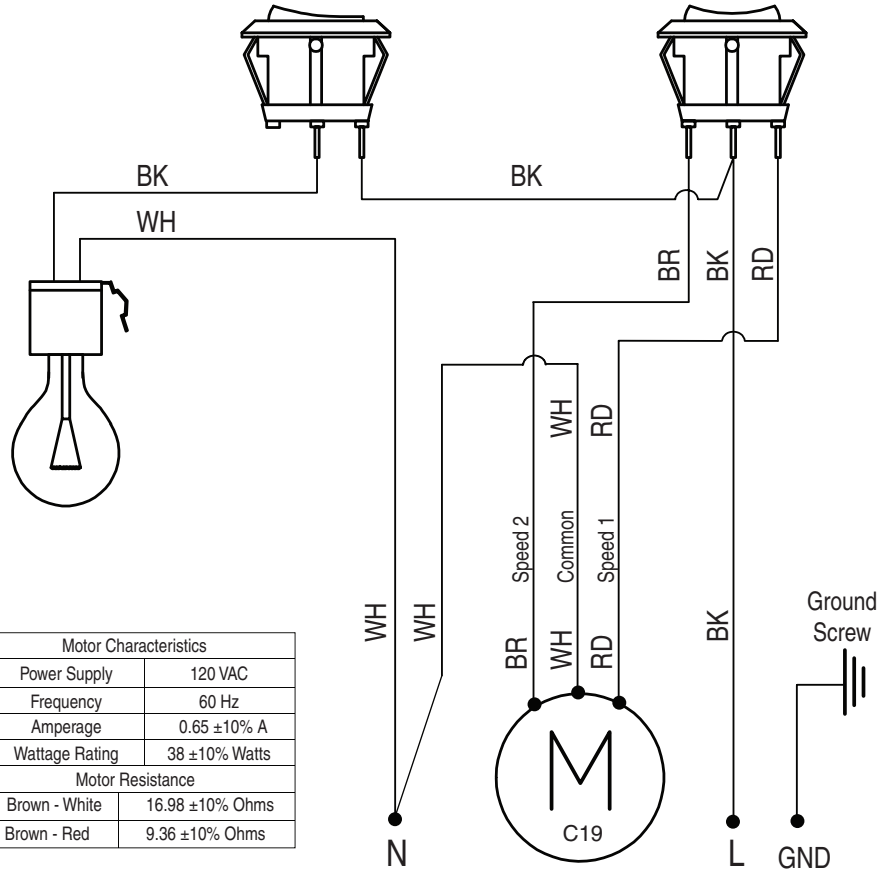 BK
BK
WH
BR
BK
RD
WH
RD
Speed 2
Common
Speed 1
WH
WH
BR
WH
RD
BK
Ground
Screw
Motor Characteristics
Power Supply 120 VAC
Frequency 60 Hz
Amperage 0.65 ±10% A
Wattage Rating 38 ±10% Watts
Motor Resistance
Brown - White 16.98 ±10% Ohms
Brown - Red 9.36 ±10% Ohms
M
C19
N
L
GND